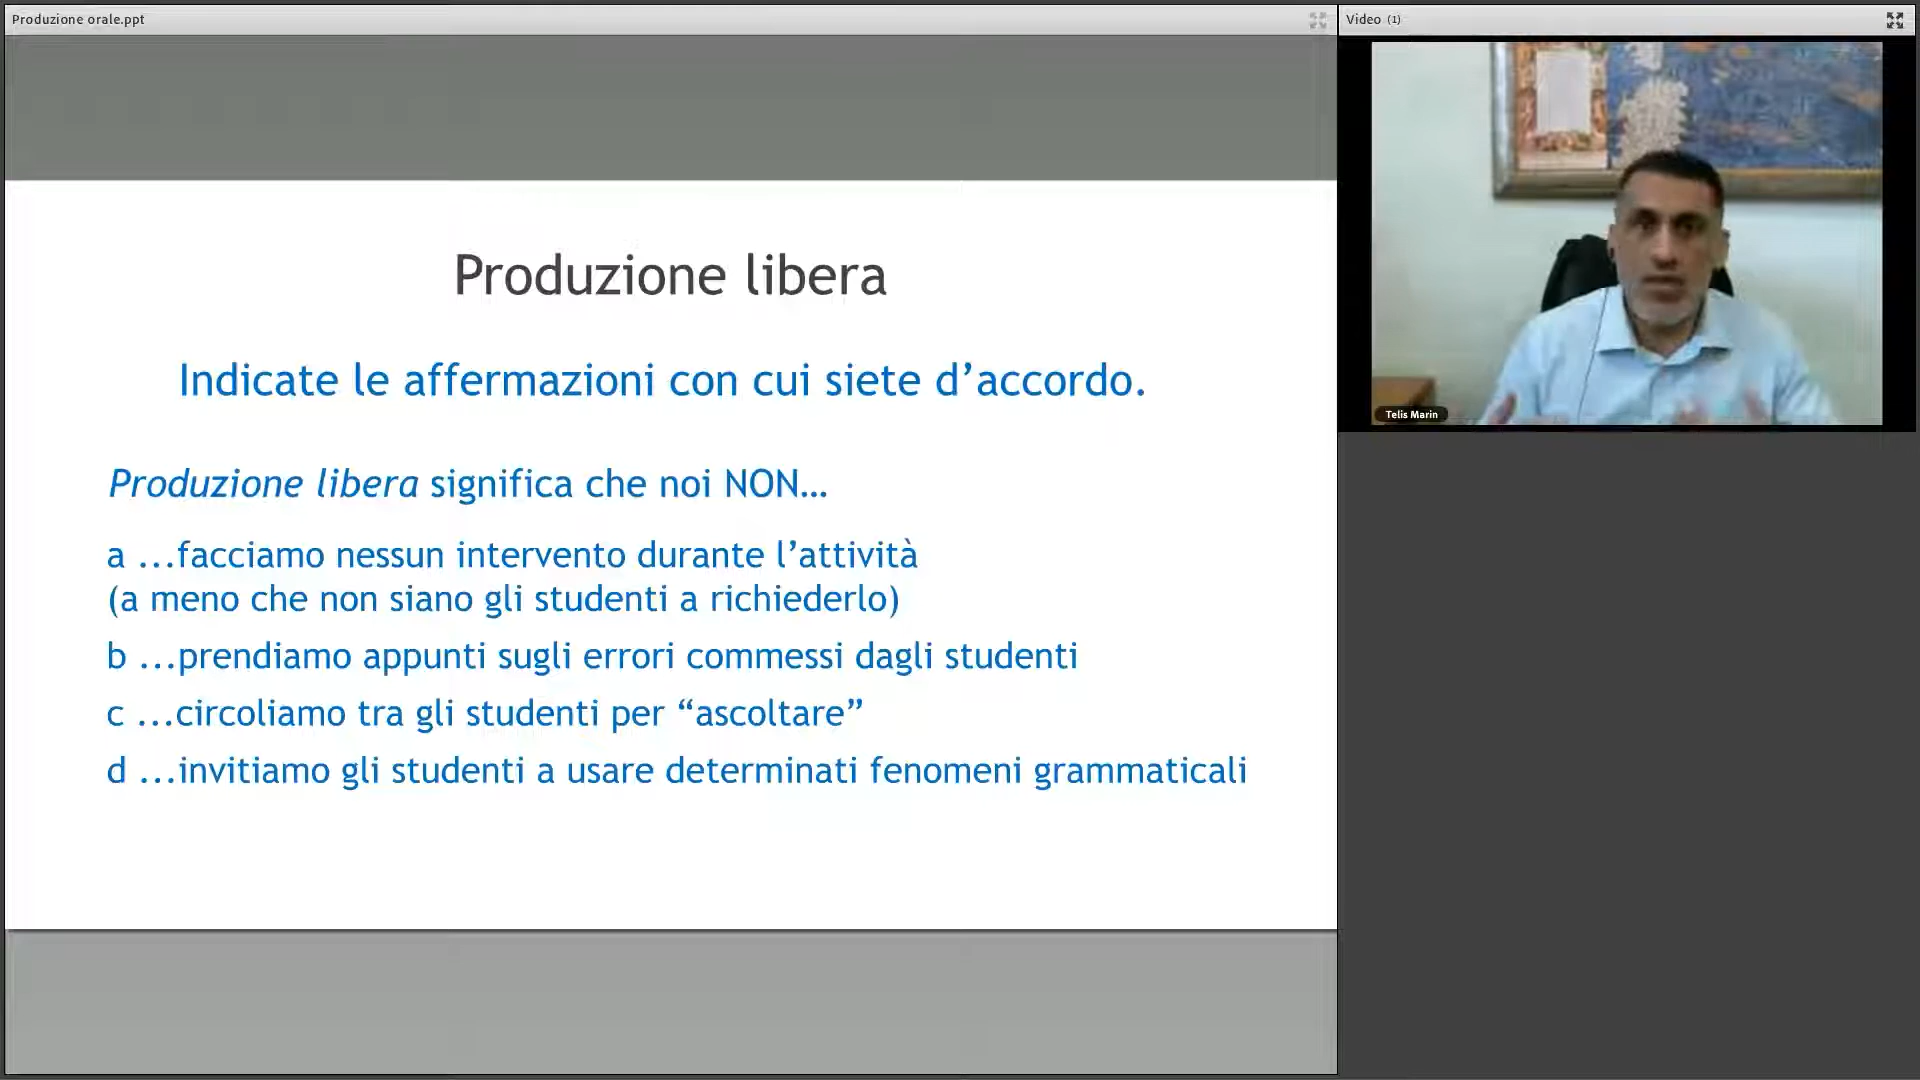 Produzione orale.ppt
Video (1)
Produzione libera
Indicate le affermazioni con cui siete d’accordo.
Produzione libera significa che noi NON…
a ...facciamo nessun intervento durante l’attività
(a meno che non siano gli studenti a richiederlo)
b ...prendiamo appunti sugli errori commessi dagli studenti
c ...circoliamo tra gli studenti per “ascoltare”
d ...invitiamo gli studenti a usare determinati fenomeni grammaticali
Telis Marin